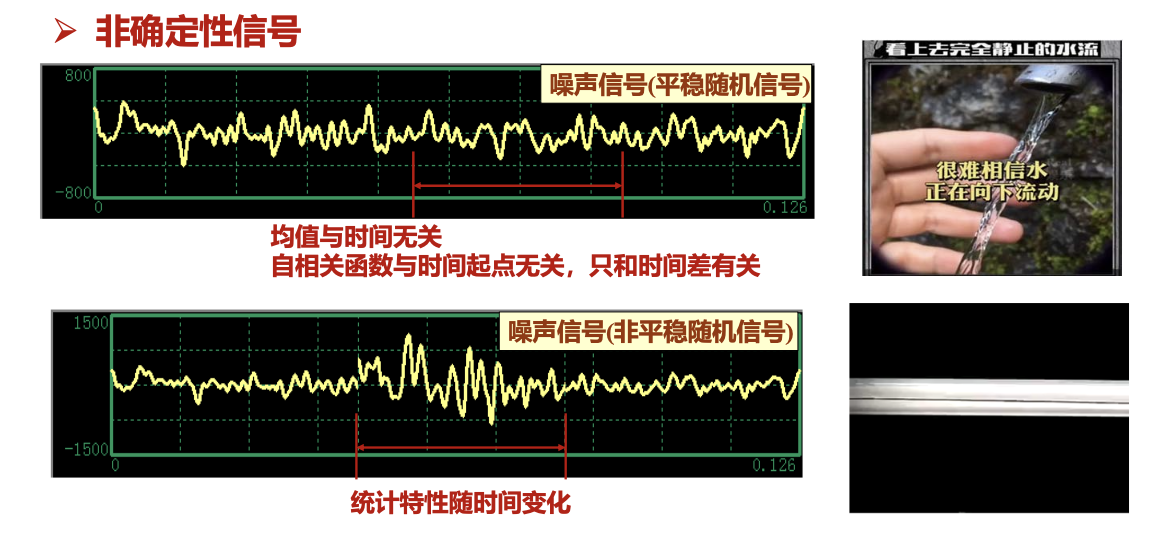 非确定性信号
800
噪声信号(平稳随机信号)
-800
0
0.126
均值与时间无关
自相关函数与时间起点无关，只和时间差有关
看上去完全静止的水流
很难相信水
正在向下流动
1500
噪声信号(非平稳随机信号)
-1500
0
0.126
统计特性随时间变化